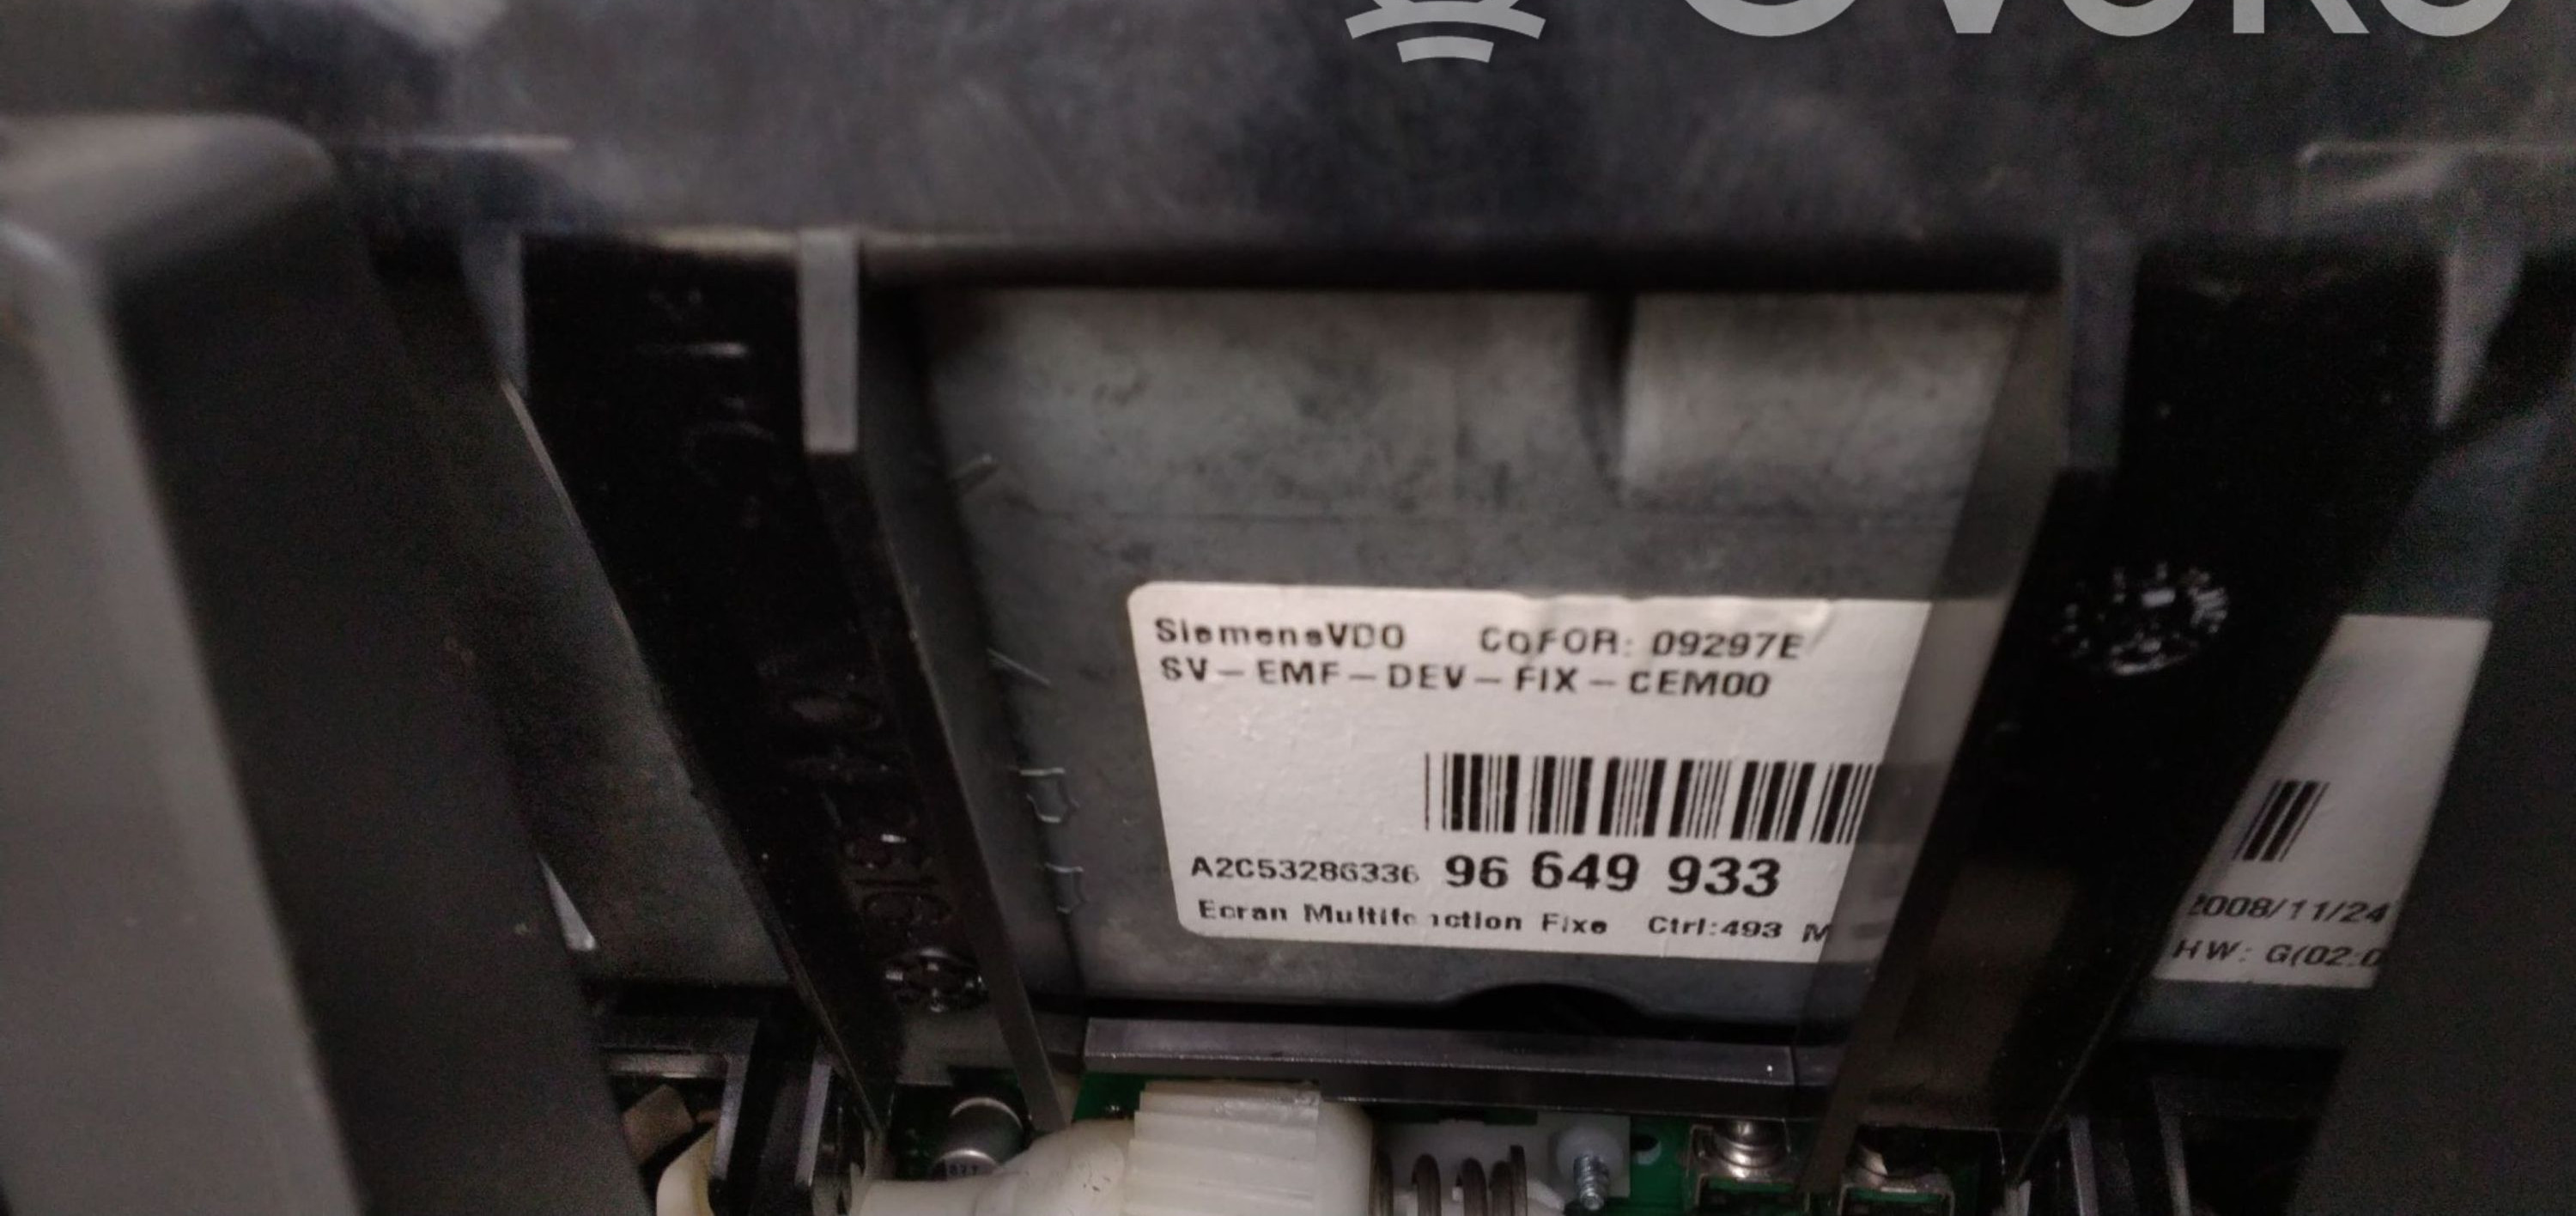 SiemensVDO COFOR: 09297E
SV-EMF-DEV-FIX-CEM00
A2C53286336 96 649 933
Ecran Multifonction Fixe Ctrl:493 M
2008/11/24
HW: G(02:0